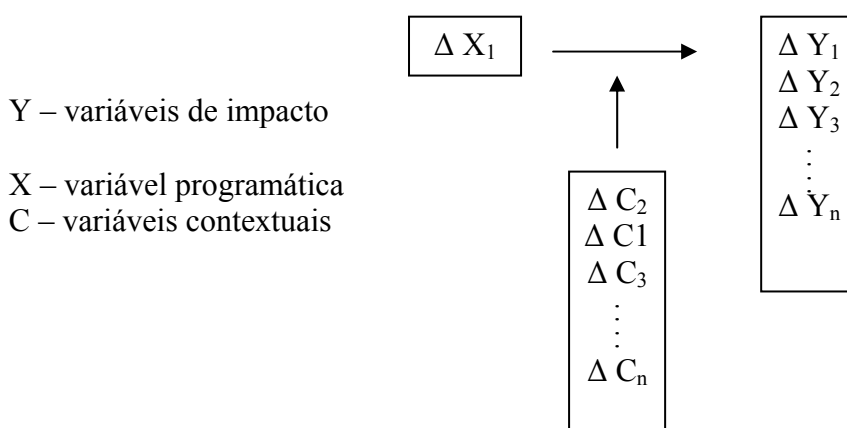 Δ X₁
Δ Y₁
Δ Y₂
Δ Y₃
Δ Yₙ
Y – variáveis de impacto
X – variável programática
C – variáveis contextuais
Δ C₂
Δ C1
Δ C₃
Δ Cₙ